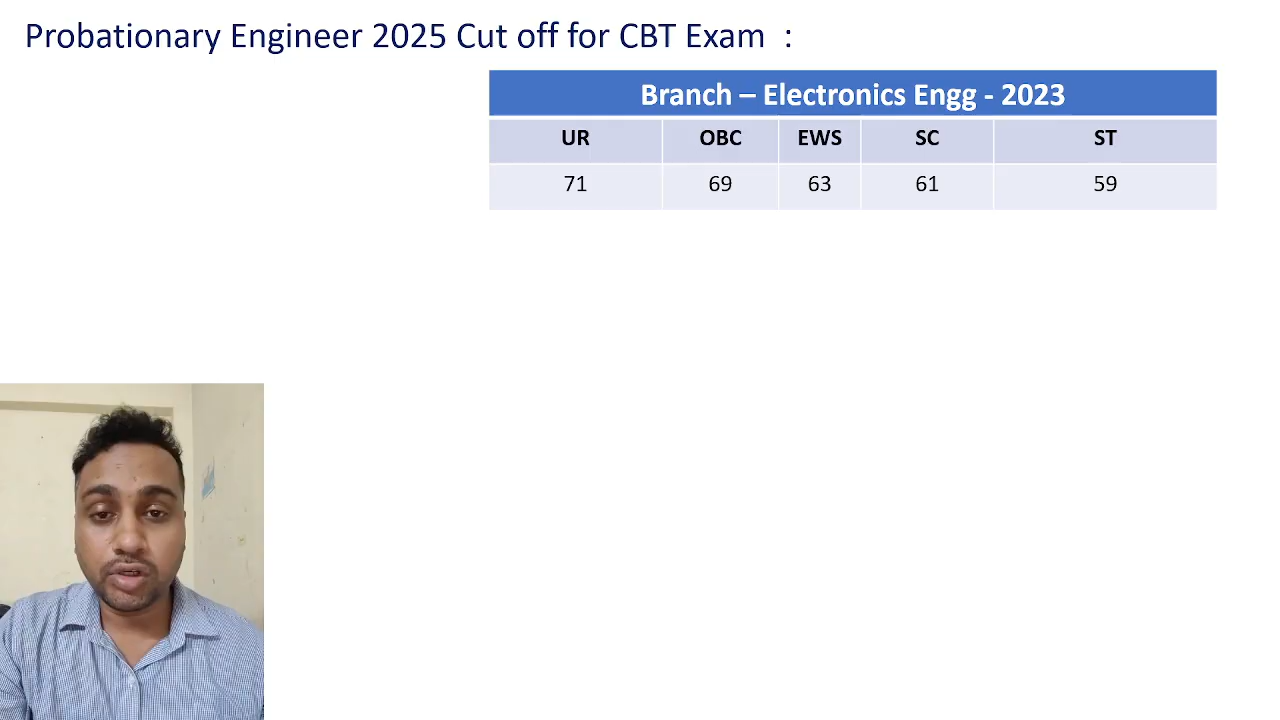 Probationary Engineer 2025 Cut off for CBT Exam :
Branch – Electronics Engg - 2023
UR OBC EWS SC ST
71 69 63 61 59